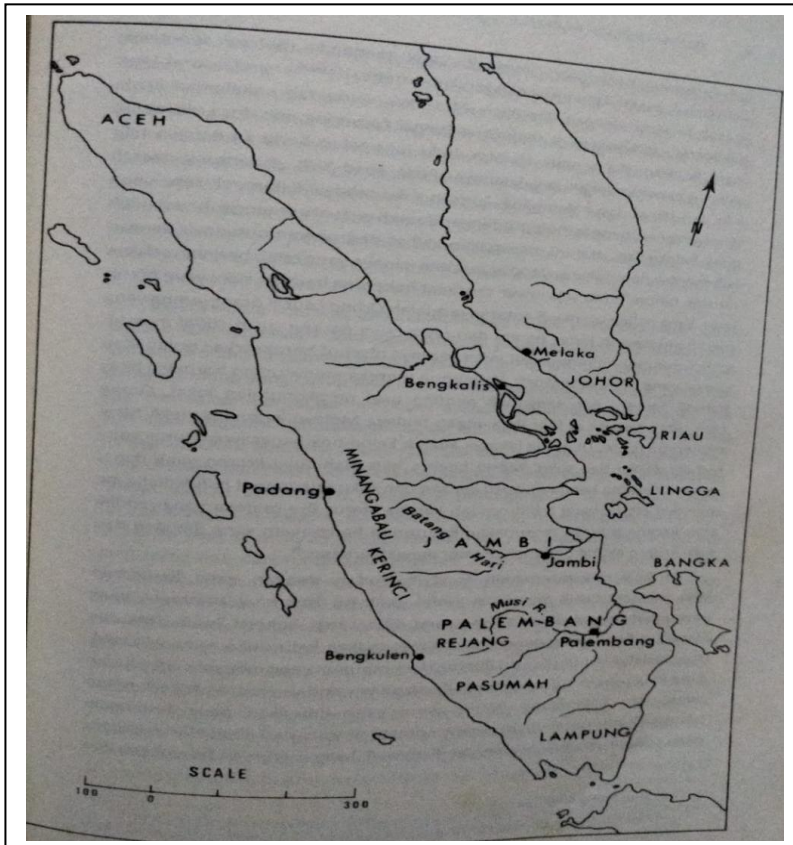 ACEH
N
Melaka
Bengkalis
JOHOR
RIAU
MINANGABAU
Padang
LINGGA
KERINCI
Batang Hari
JAMBI
Jambi
BANGKA
Musi R.
PALEMBANG
REJANG
Palembang
Bengkulen
PASUMAH
LAMPUNG
SCALE
100 0 300